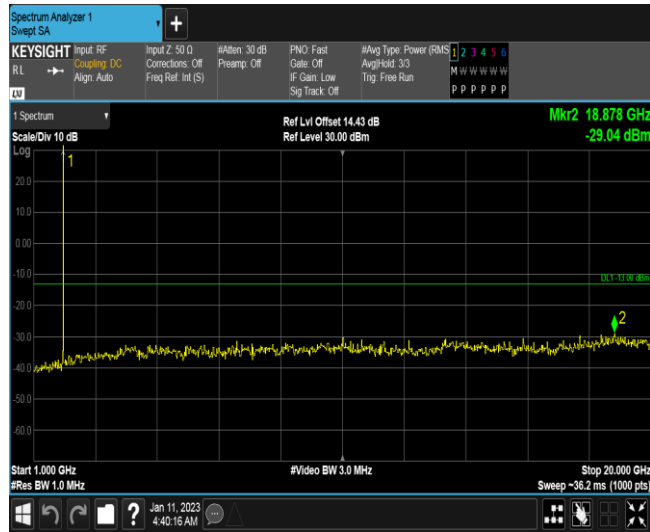 Spectrum Analyzer 1
Swept SA
+
KEYSIGHT
RL
LXI
Input: RF
Coupling: DC
Align: Auto
Input Z: 50 Ω
Corrections: Off
Freq Ref: Int (S)
#Atten: 30 dB
Preamp: Off
PNO: Fast
Gate: Off
IF Gain: Low
Sig Track: Off
#Avg Type: Power (RMS
Avg|Hold: 3/3
Trig: Free Run
1 2 3 4 5 6
M W W W W W
P P P P P P
1 Spectrum
Scale/Div 10 dB
Log
Ref Lvl Offset 14.43 dB
Ref Level 30.00 dBm
Mkr2 18.878 GHz
-29.04 dBm
1
20.0
10.0
0.00
-10.0
DL1 -13.00 dBm
-20.0
2
-30.0
-40.0
-50.0
-60.0
Start 1.000 GHz
#Video BW 3.0 MHz
Stop 20.000 GHz
#Res BW 1.0 MHz
Sweep ~36.2 ms (1000 pts)
?
Jan 11, 2023
4:40:16 AM